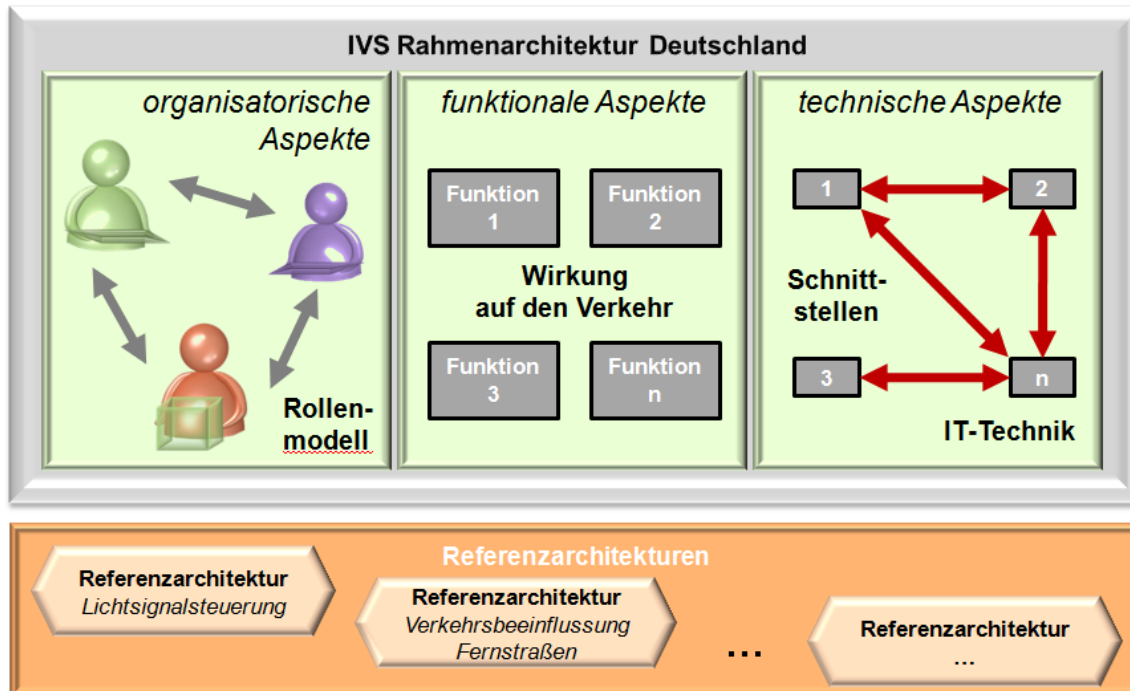 IVS Rahmenarchitektur Deutschland
organisatorische
Aspekte
Rollen-
modell
funktionale Aspekte
Funktion
1
Funktion
2
Wirkung
auf den Verkehr
Funktion
3
Funktion
n
technische Aspekte
1
2
Schnitt-
stellen
3
n
IT-Technik
Referenzarchitekturen
Referenzarchitektur
Lichtsignalsteuerung
Referenzarchitektur
Verkehrsbeeinflussung
Fernstraßen
...
Referenzarchitektur
...